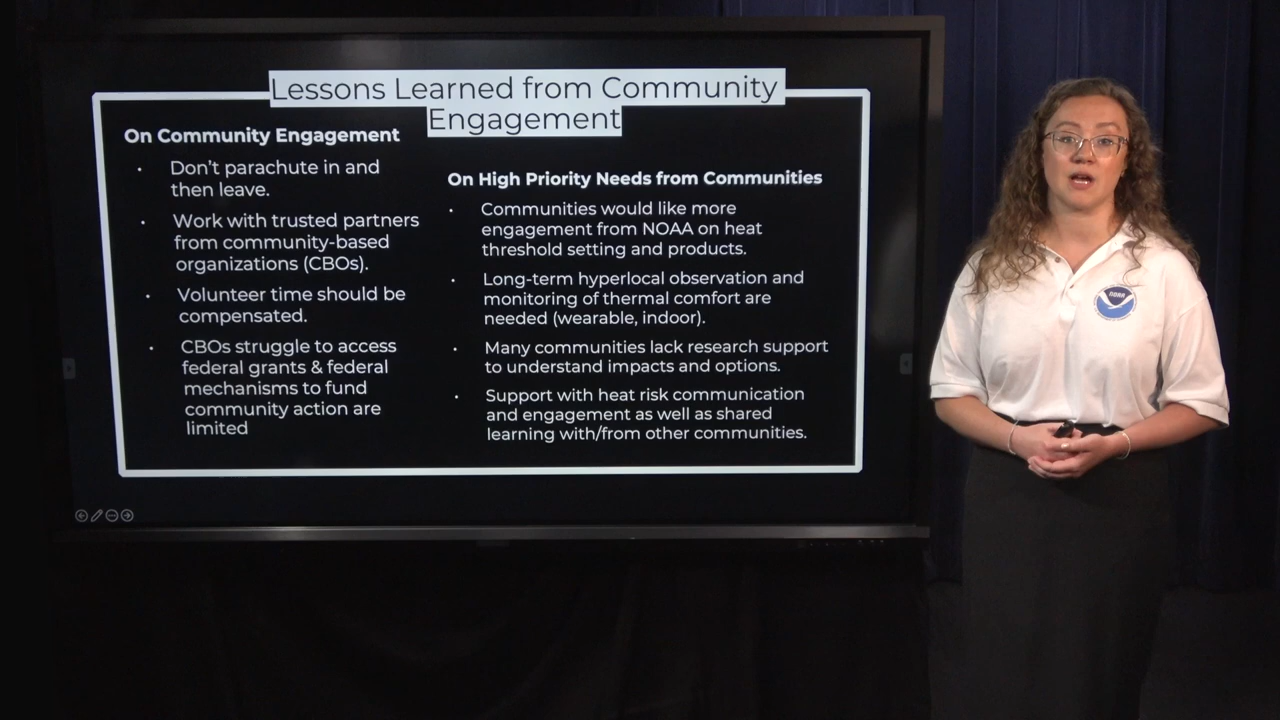 Lessons Learned from Community
Engagement
On Community Engagement
• Don’t parachute in and
then leave.
• Work with trusted partners
from community-based
organizations (CBOs).
• Volunteer time should be
compensated.
• CBOs struggle to access
federal grants & federal
mechanisms to fund
community action are
limited
On High Priority Needs from Communities
• Communities would like more
engagement from NOAA on heat
threshold setting and products.
• Long-term hyperlocal observation and
monitoring of thermal comfort are
needed (wearable, indoor).
• Many communities lack research support
to understand impacts and options.
• Support with heat risk communication
and engagement as well as shared
learning with/from other communities.
NOAA